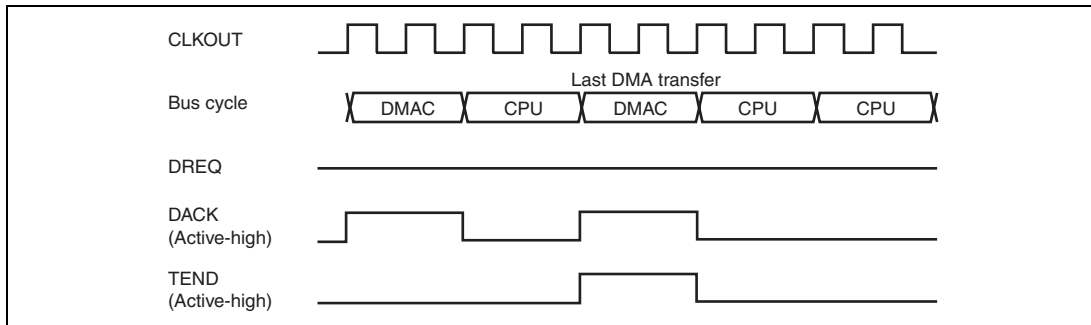 CLKOUT
Last DMA transfer
Bus cycle DMAC CPU DMAC CPU CPU
DREQ
DACK
(Active-high)
TEND
(Active-high)